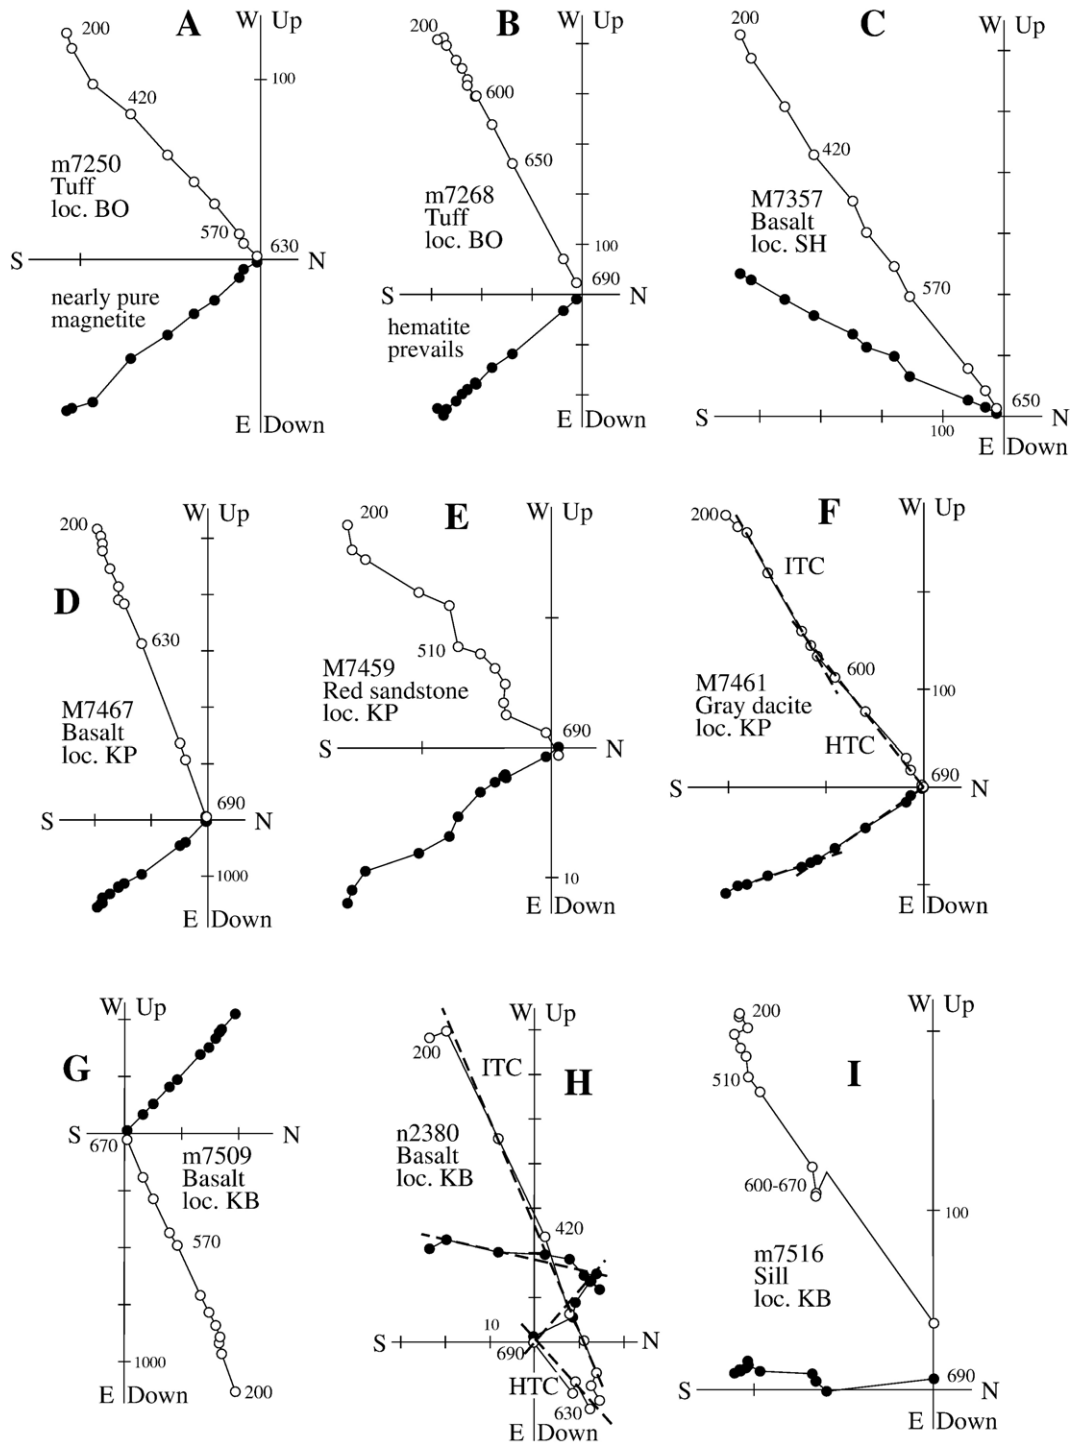 A
W Up
200
100
420
m7250
Tuff
loc. BO
570
630
S
N
nearly pure
magnetite
E Down
B
W Up
200
600
650
m7268
Tuff
loc. BO
100
690
S
N
hematite
prevails
E Down
C
W Up
200
420
M7357
Basalt
loc. SH
570
650
S
N
100
E Down
D
W Up
200
630
M7467
Basalt
loc. KP
690
S
N
1000
E Down
E
W Up
200
510
M7459
Red sandstone
loc. KP
690
S
N
10
E Down
F
W Up
200
ITC
600
M7461
Gray dacite
loc. KP
100
HTC
690
S
N
E Down
G
W Up
S
N
670
m7509
Basalt
loc. KB
570
1000
E Down
200
H
W Up
200
ITC
n2380
Basalt
loc. KB
420
10
S
N
690
HTC
630
E Down
I
W Up
200
510
600-670
100
m7516
Sill
loc. KB
690
S
N
E Down